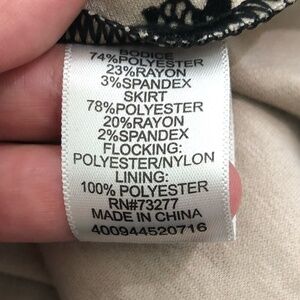 BODICE
74%POLYESTER
23%RAYON
3%SPANDEX
SKIRT
78%POLYESTER
20%RAYON
2%SPANDEX
FLOCKING:
POLYESTER/NYLON
LINING:
100% POLYESTER
RN#73277
MADE IN CHINA
400944520716